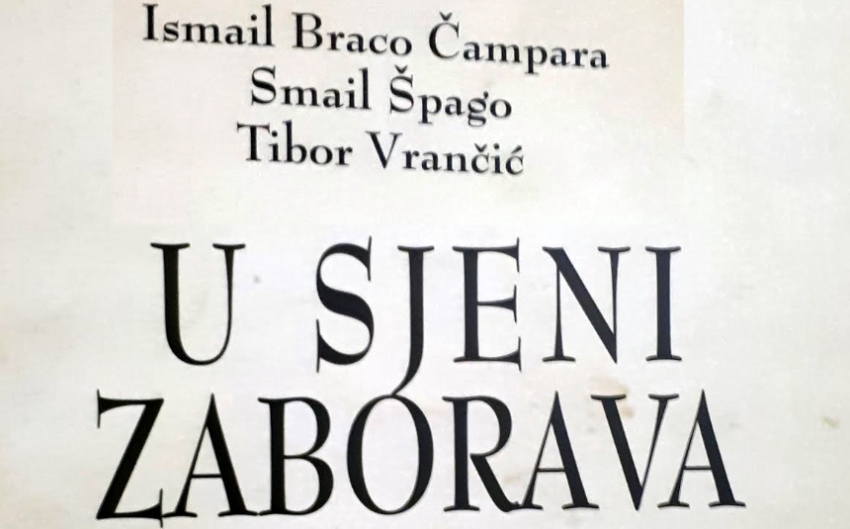 Ismail Braco Čampara
Smail Špago
Tibor Vrančić
U SJENI
ZABORAVA